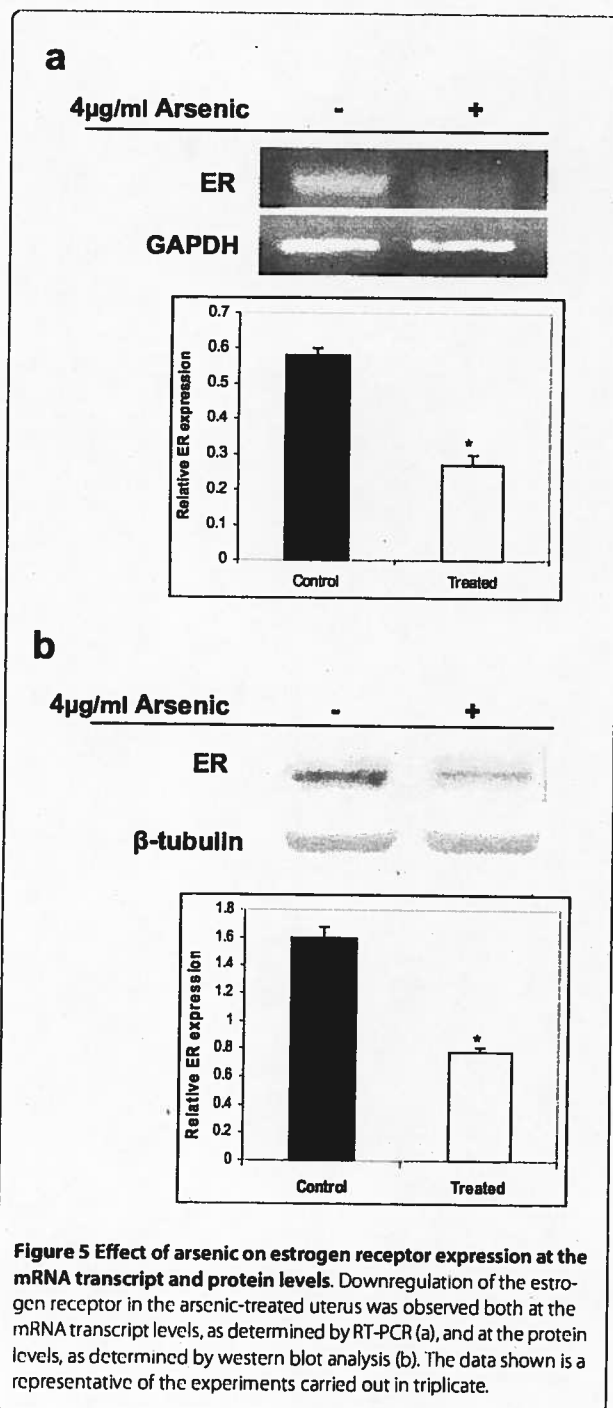 a
4µg/ml Arsenic - +
ER
GAPDH
0.7
0.6
0.5
0.4
0.3
0.2
0.1
0
Relative ER expression
*
Control Treated
b
4µg/ml Arsenic - +
ER
β-tubulin
1.8
1.6
1.4
1.2
1
0.8
0.6
0.4
0.2
0
Relative ER expression
*
Control Treated
Figure 5 Effect of arsenic on estrogen receptor expression at the
mRNA transcript and protein levels. Downregulation of the estro-
gen receptor in the arsenic-treated uterus was observed both at the
mRNA transcript levels, as determined by RT-PCR (a), and at the protein
levels, as determined by western blot analysis (b). The data shown is a
representative of the experiments carried out in triplicate.